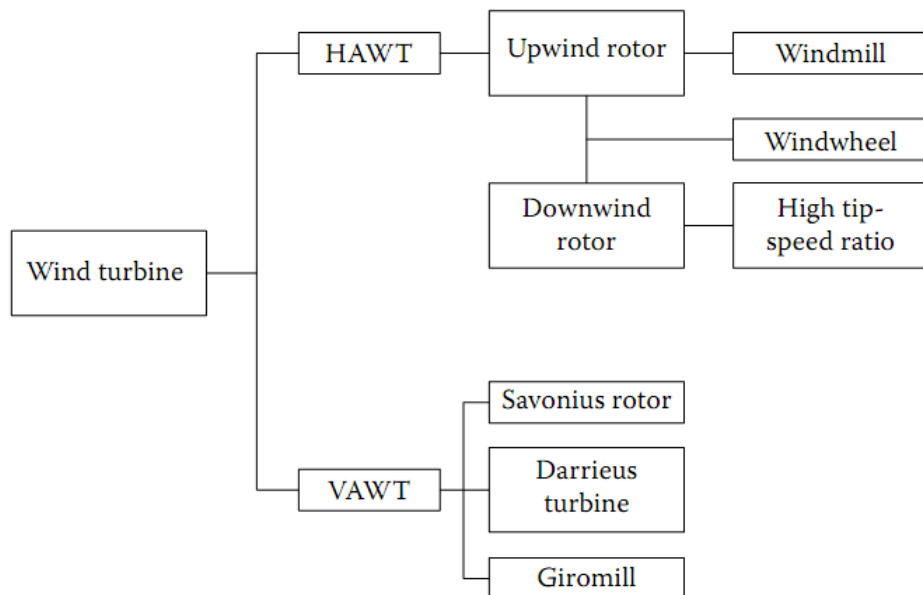 HAWT
Upwind rotor
Windmill
Windwheel
Downwind
rotor
High tip-
speed ratio
Wind turbine
Savonius rotor
VAWT
Darrieus
turbine
Giromill